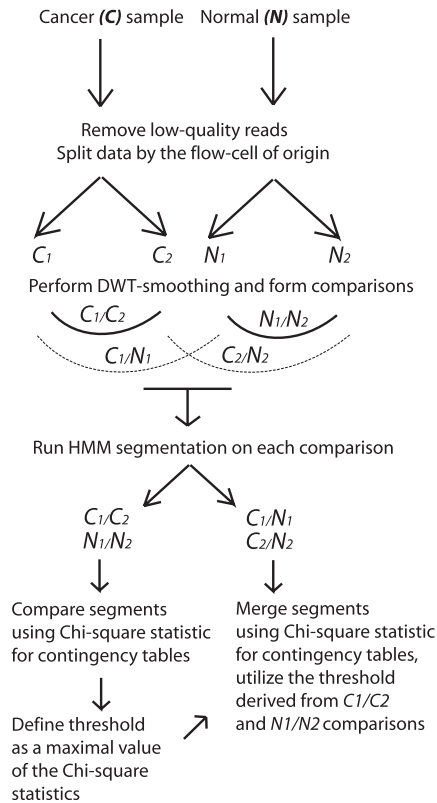 Cancer (C) sample Normal (N) sample
Remove low-quality reads
Split data by the flow-cell of origin
C1 C2 N1 N2
Perform DWT-smoothing and form comparisons
C1/C2 N1/N2
C1/N1 C2/N2
Run HMM segmentation on each comparison
C1/C2
N1/N2
C1/N1
C2/N2
Compare segments
using Chi-square statistic
for contingency tables
Define threshold
as a maximal value
of the Chi-square
statistics
Merge segments
using Chi-square statistic
for contingency tables,
utilize the threshold
derived from C1/C2
and N1/N2 comparisons